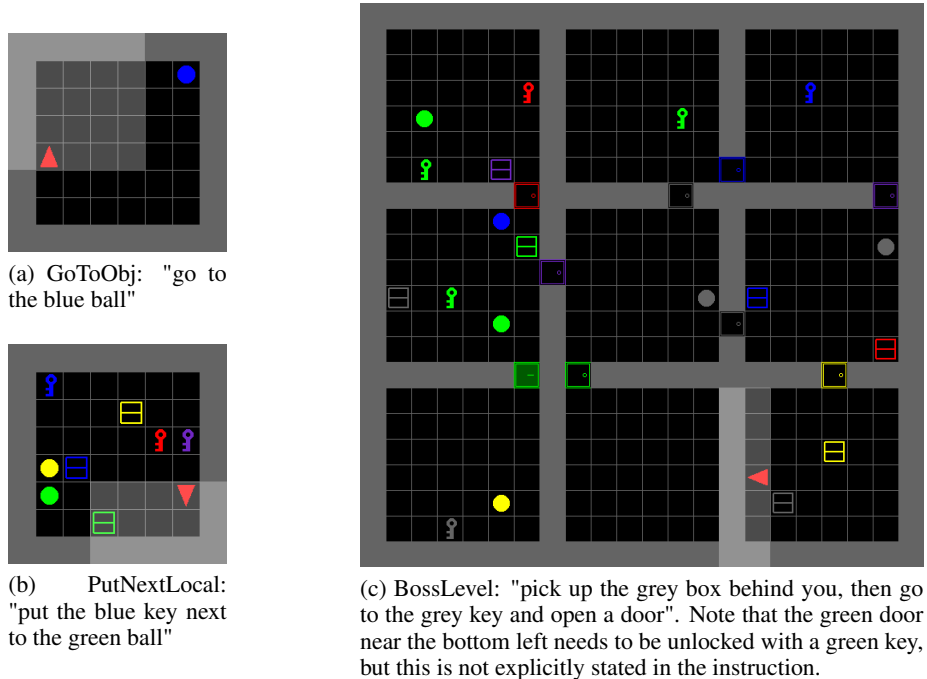 (a) GoToObj: "go to
the blue ball"
(b) PutNextLocal:
"put the blue key next
to the green ball"
(c) BossLevel: "pick up the grey box behind you, then go
to the grey key and open a door". Note that the green door
near the bottom left needs to be unlocked with a green key,
but this is not explicitly stated in the instruction.